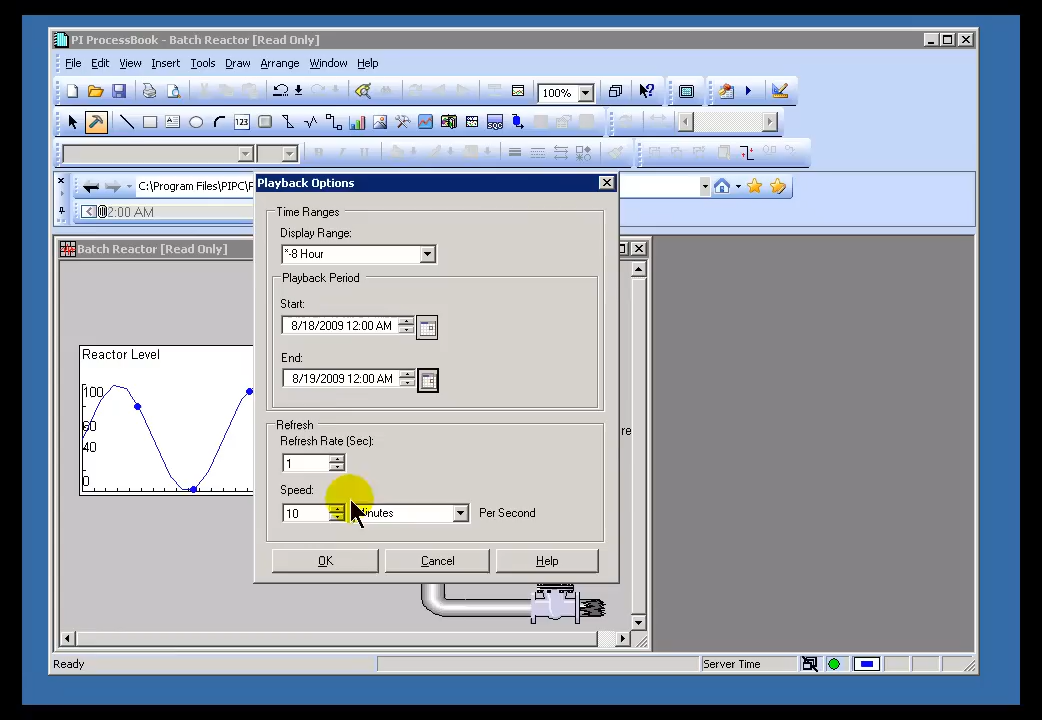 PI ProcessBook - Batch Reactor [Read Only]
File Edit View Insert Tools Draw Arrange Window Help
100%
123
SQC
B I U
C:\Program Files\PIPC\
2:00 AM
Playback Options
Time Ranges
Display Range:
*-8 Hour
Playback Period
Start:
8/18/2009 12:00 AM
End:
8/19/2009 12:00 AM
Refresh
Refresh Rate (Sec):
1
Speed:
10
Per Second
OK Cancel Help
Batch Reactor [Read Only]
Reactor Level
100
40
0
re
Ready
Server Time